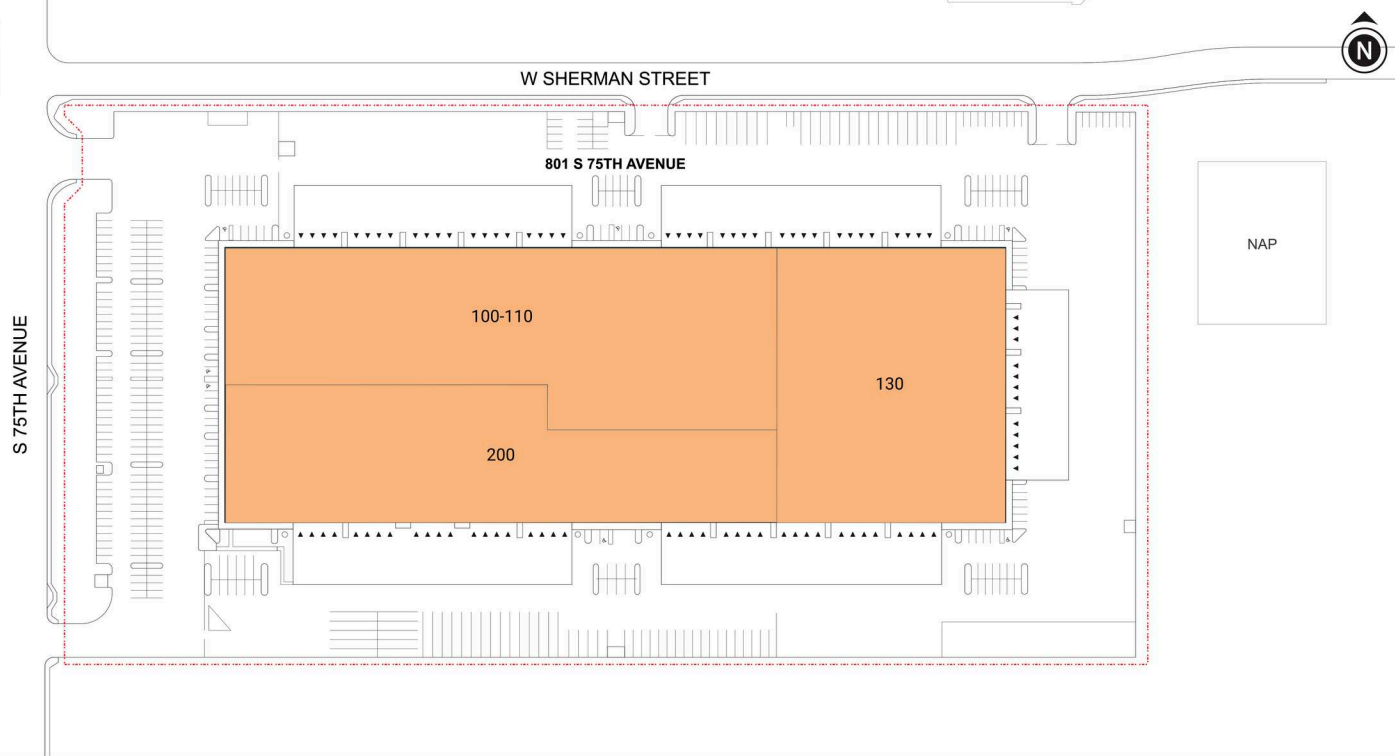 N
W SHERMAN STREET
801 S 75TH AVENUE
NAP
100-110
S 75TH AVENUE
130
200